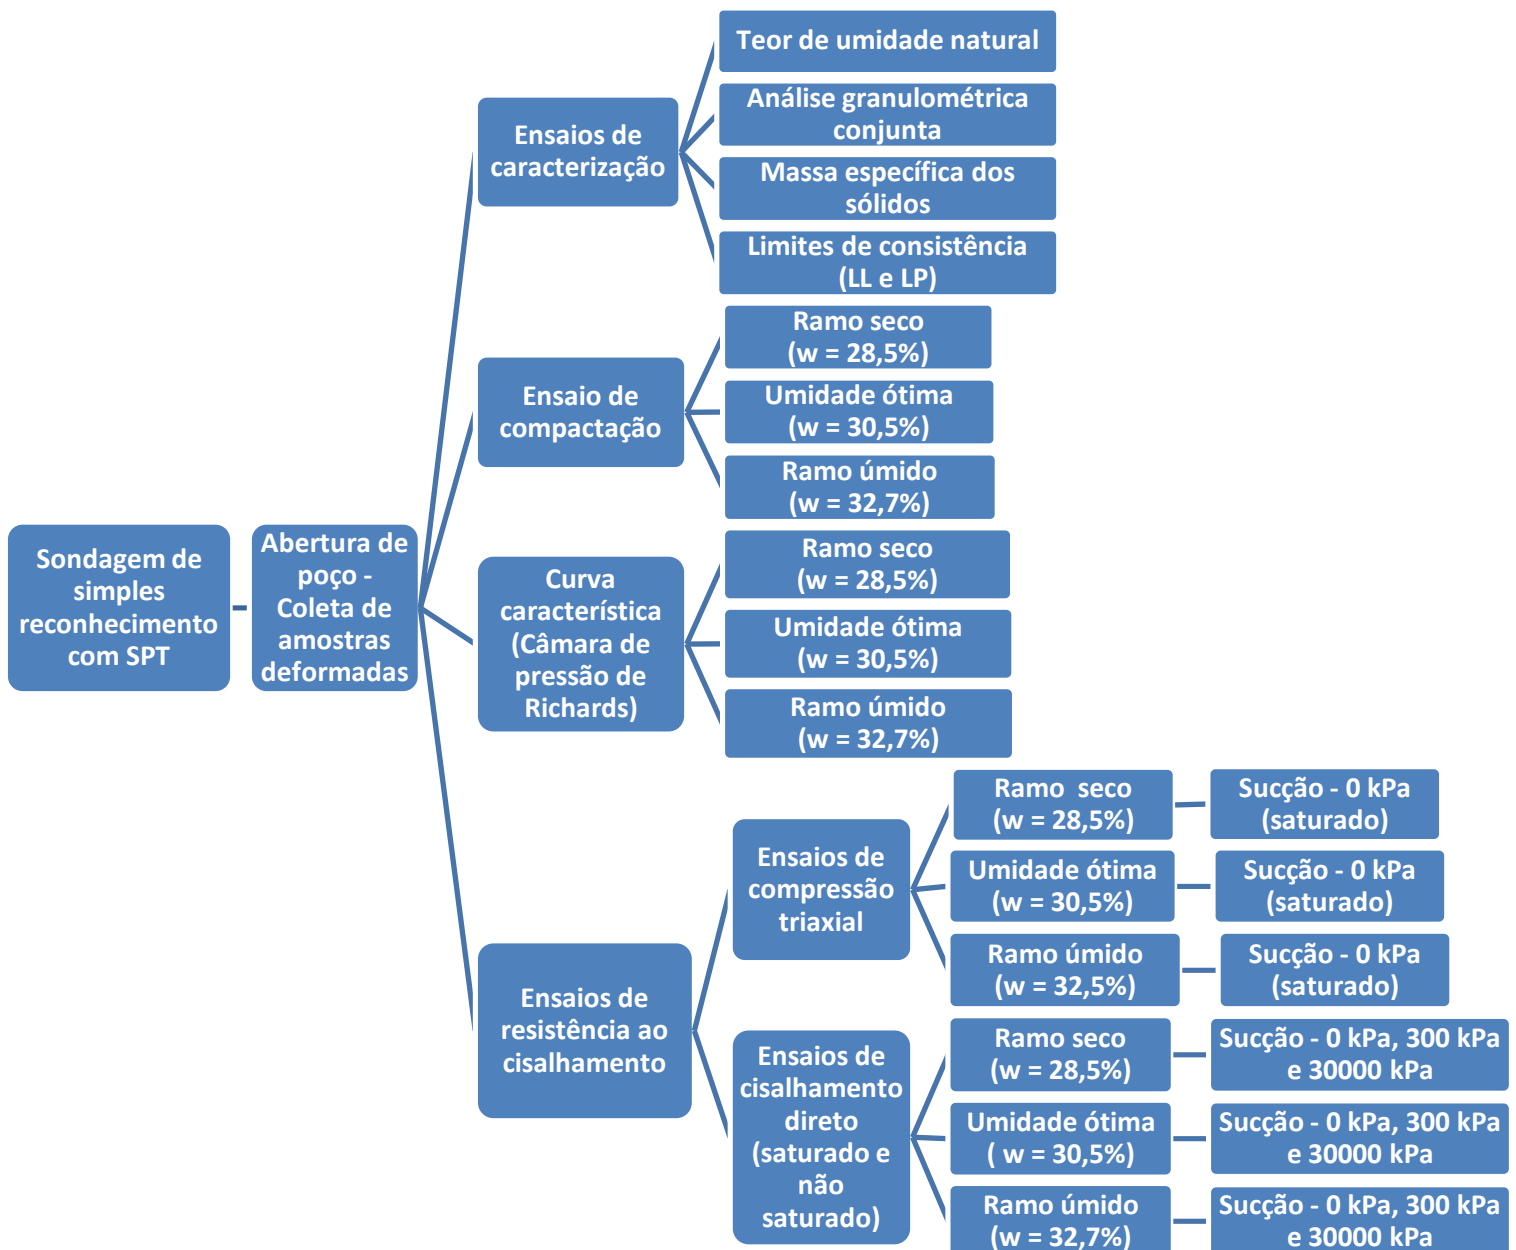 Sondagem de
simples
reconhecimento
com SPT
Abertura de
poço -
Coleta de
amostras
deformadas
Ensaios de
caracterização
Teor de umidade natural
Análise granulométrica
conjunta
Massa específica dos
sólidos
Limites de consistência
(LL e LP)
Ensaio de
compactação
Ramo seco
(w = 28,5%)
Umidade ótima
(w = 30,5%)
Ramo úmido
(w = 32,7%)
Curva
característica
(Câmara de
pressão de
Richards)
Ramo seco
(w = 28,5%)
Umidade ótima
(w = 30,5%)
Ramo úmido
(w = 32,7%)
Ensaios de
resistência ao
cisalhamento
Ensaios de
compressão
triaxial
Ramo  seco
(w = 28,5%)
Sucção - 0 kPa
(saturado)
Umidade ótima
(w = 30,5%)
Sucção - 0 kPa
(saturado)
Ramo úmido
(w = 32,5%)
Sucção - 0 kPa
(saturado)
Ensaios de
cisalhamento
direto
(saturado e
não
saturado)
Ramo seco
(w = 28,5%)
Sucção - 0 kPa, 300 kPa
e 30000 kPa
Umidade ótima
( w = 30,5%)
Sucção - 0 kPa, 300 kPa
e 30000 kPa
Ramo úmido
(w = 32,7%)
Sucção - 0 kPa, 300 kPa
e 30000 kPa